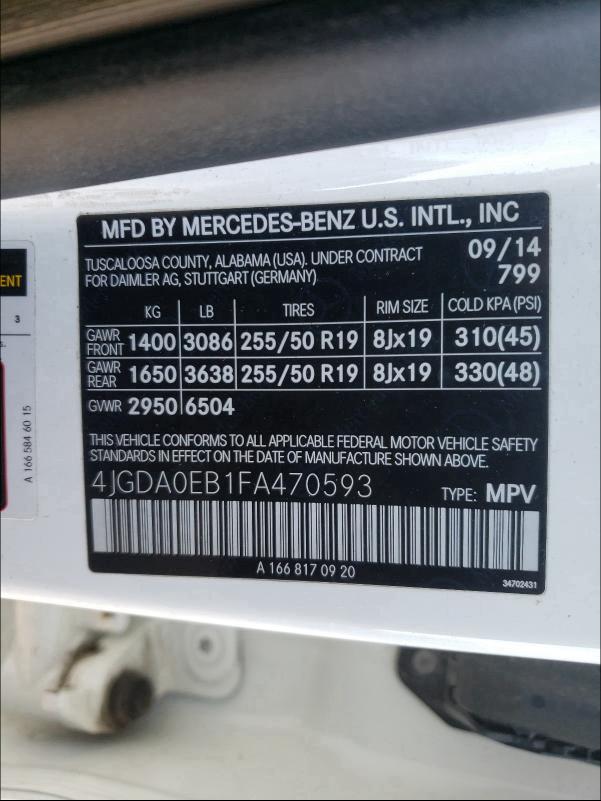 MFD BY MERCEDES-BENZ U.S. INTL., INC
TUSCALOOSA COUNTY, ALABAMA (USA). UNDER CONTRACT 09/14
FOR DAIMLER AG, STUTTGART (GERMANY) 799
KG LB TIRES RIM SIZE COLD KPA(PSI)
GAWR FRONT 1400 3086 255/50 R19 8Jx19 310(45)
GAWR REAR 1650 3638 255/50 R19 8Jx19 330(48)
GVWR 2950 6504
THIS VEHICLE CONFORMS TO ALL APPLICABLE FEDERAL MOTOR VEHICLE SAFETY
STANDARDS IN EFFECT ON THE DATE OF MANUFACTURE SHOWN ABOVE.
4JGDA0EB1FA470593 TYPE: MPV
A 166 817 09 20
34702431
3
A 166 584 60 15